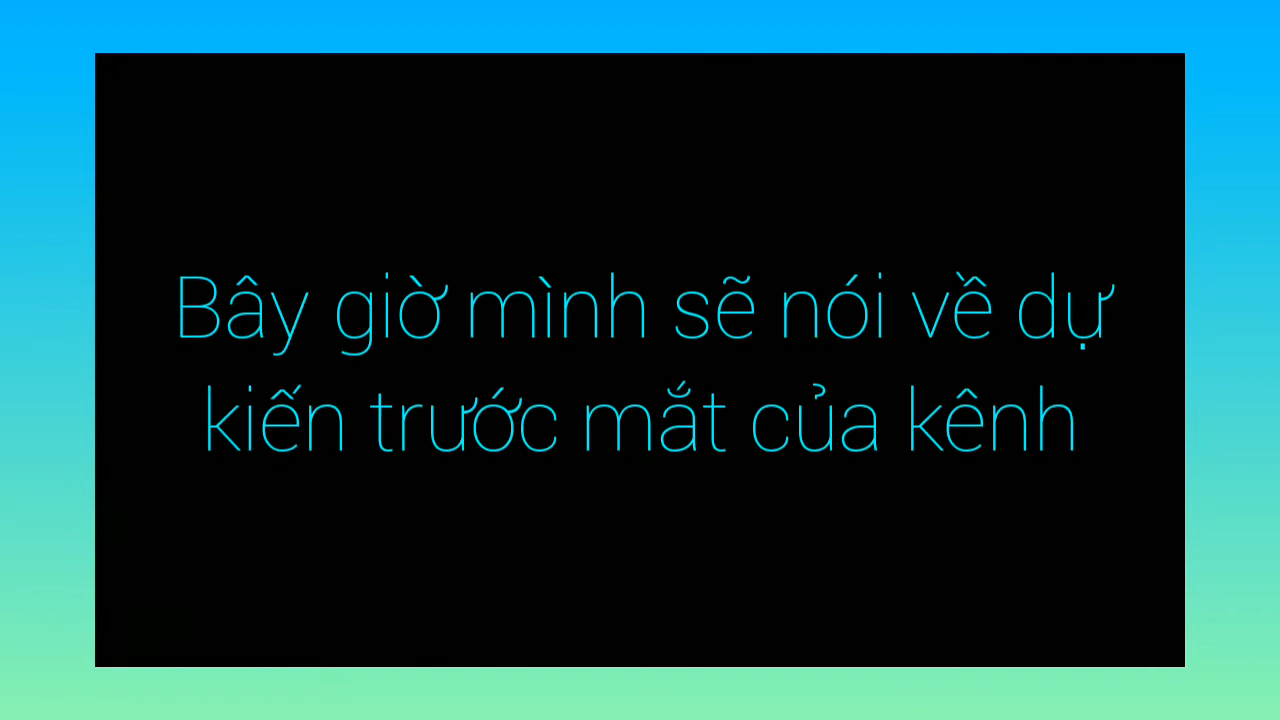 Bây giờ mình sẽ nói về dự
kiến trước mắt của kênh